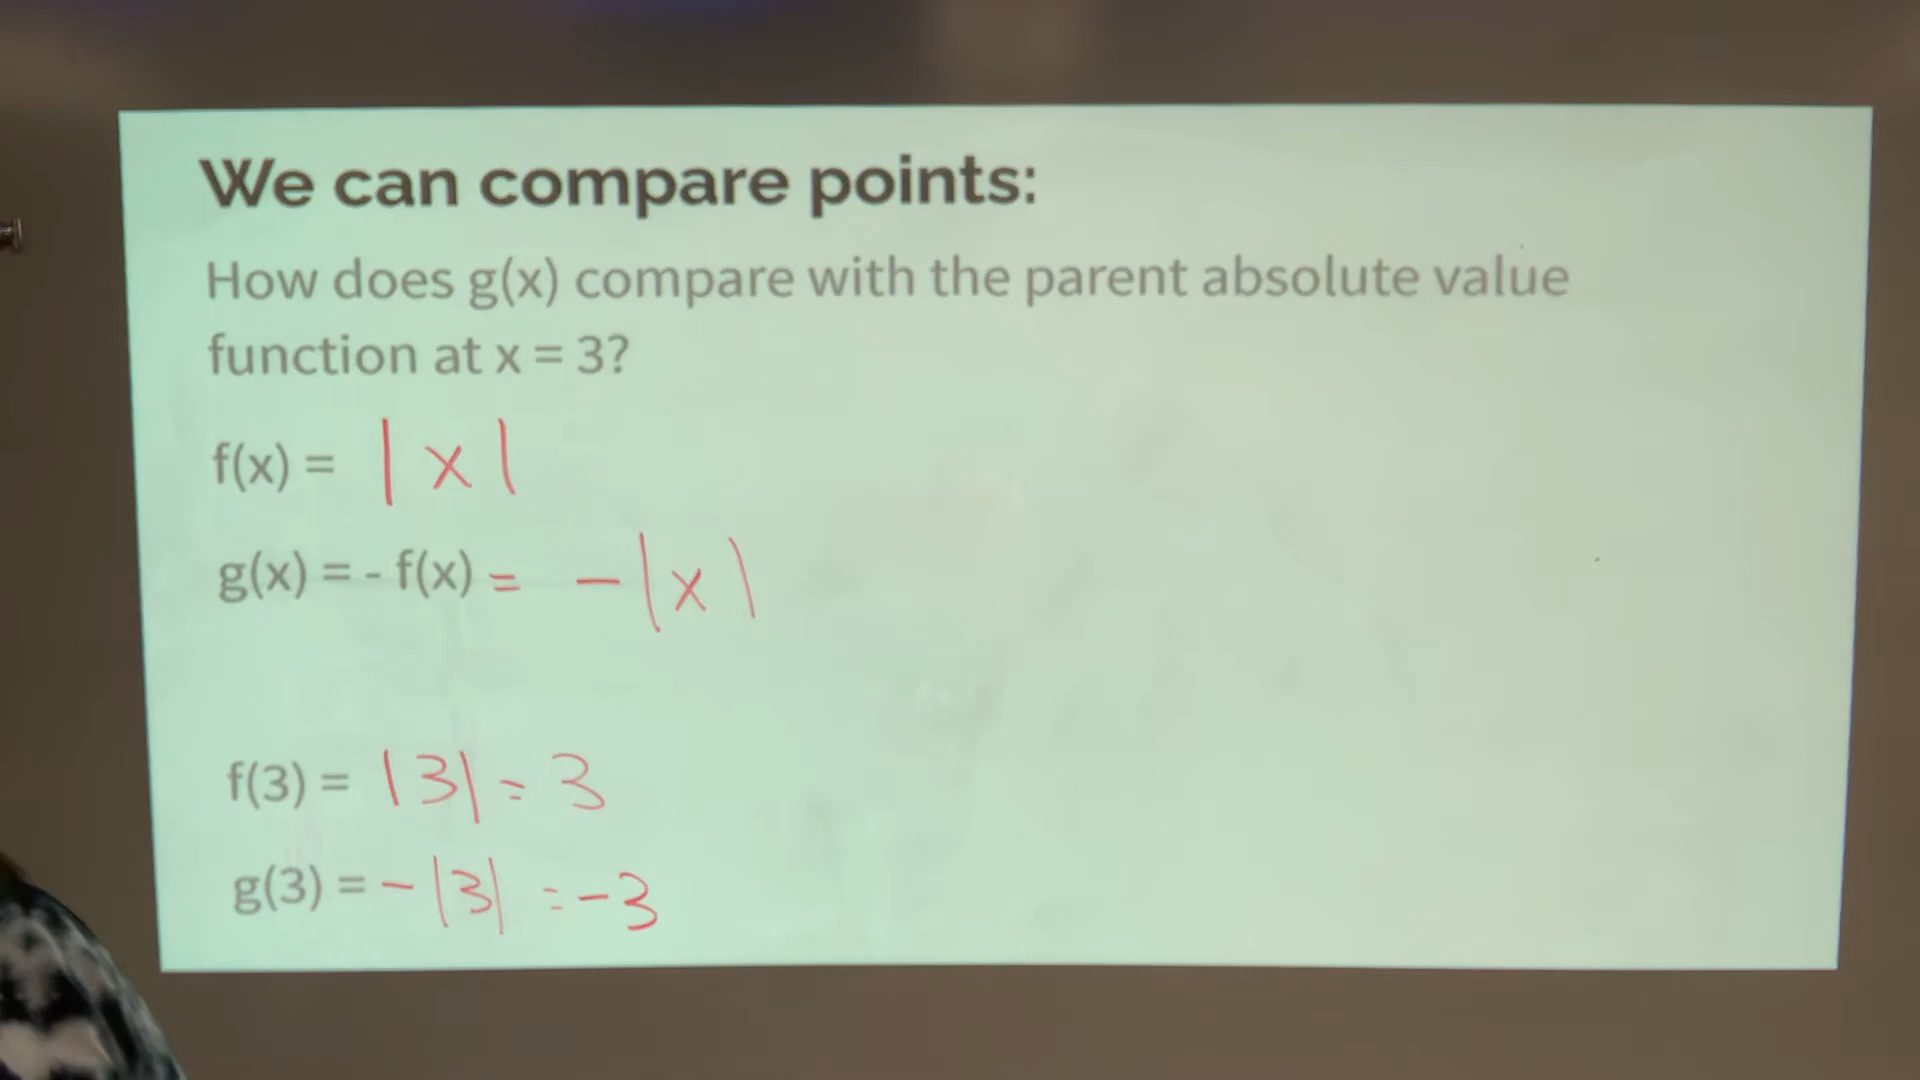 We can compare points:
How does g(x) compare with the parent absolute value
function at x = 3?
f(x) = |x|
g(x) = - f(x) = -|x|
f(3) = |3| = 3
g(3) = -|3| = -3